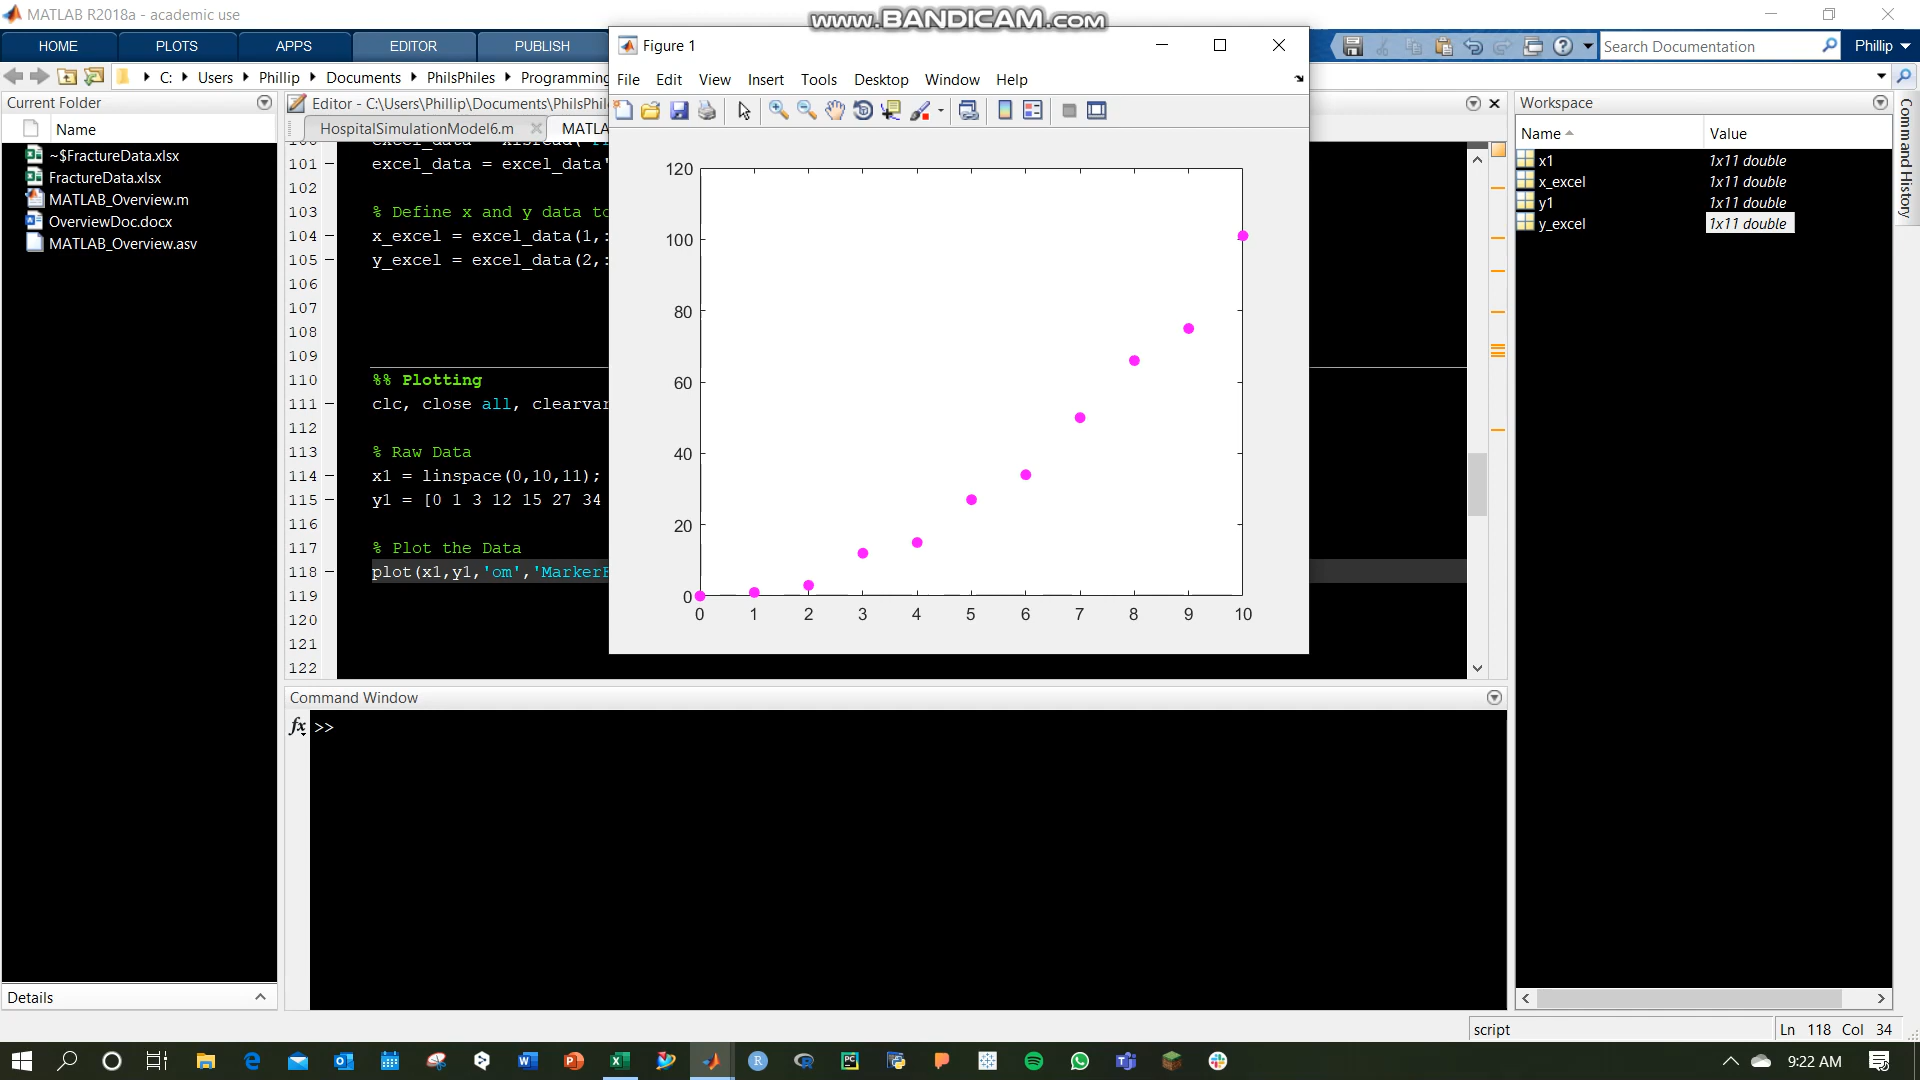 MATLAB R2018a - academic use
www.BANDICAM.com
HOME PLOTS APPS EDITOR PUBLISH
Search Documentation
Phillip
C: Users Phillip Documents PhilsPhiles Programming
Current Folder
Name
~$FractureData.xlsx
FractureData.xlsx
MATLAB_Overview.m
OverviewDoc.docx
MATLAB_Overview.asv
Details
Editor - C:\Users\Phillip\Documents\PhilsPhil
HospitalSimulationModel6.m
MATLA
101 excel_data = excel_data'
102
103 % Define x and y data to
104 x_excel = excel_data(1,:
105 y_excel = excel_data(2,:
106
107
108
109
110 %% Plotting
111 clc, close all, clearvar
112
113 % Raw Data
114 x1 = linspace(0,10,11);
115 y1 = [0 1 3 12 15 27 34
116
117 % Plot the Data
118 plot(x1,y1,'om','MarkerF
119
120
121
122
Figure 1
File Edit View Insert Tools Desktop Window Help
120
100
80
60
40
20
0
0 1 2 3 4 5 6 7 8 9 10
Command Window
fx >>
Workspace
Name Value
x1 1x11 double
x_excel 1x11 double
y1 1x11 double
y_excel 1x11 double
Command History
script
Ln 118 Col 34
9:22 AM